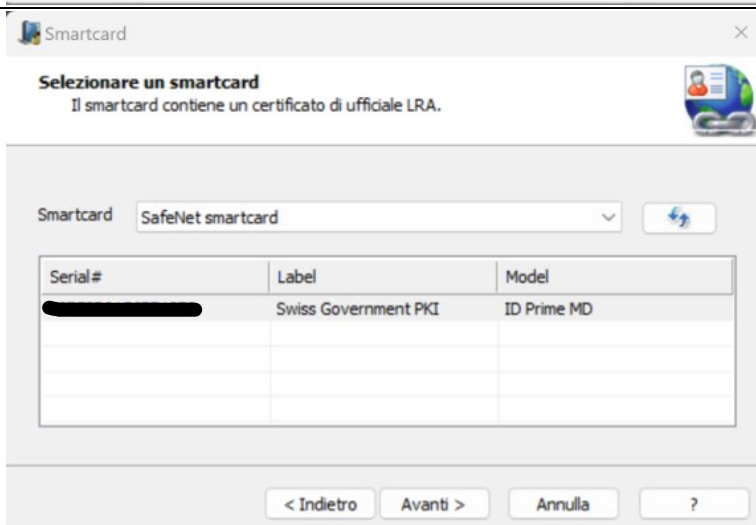 Smartcard
Selezionare un smartcard
Il smartcard contiene un certificato di ufficiale LRA.
Smartcard SafeNet smartcard
Serial# Label Model
Swiss Government PKI ID Prime MD
< Indietro Avanti > Annulla ?